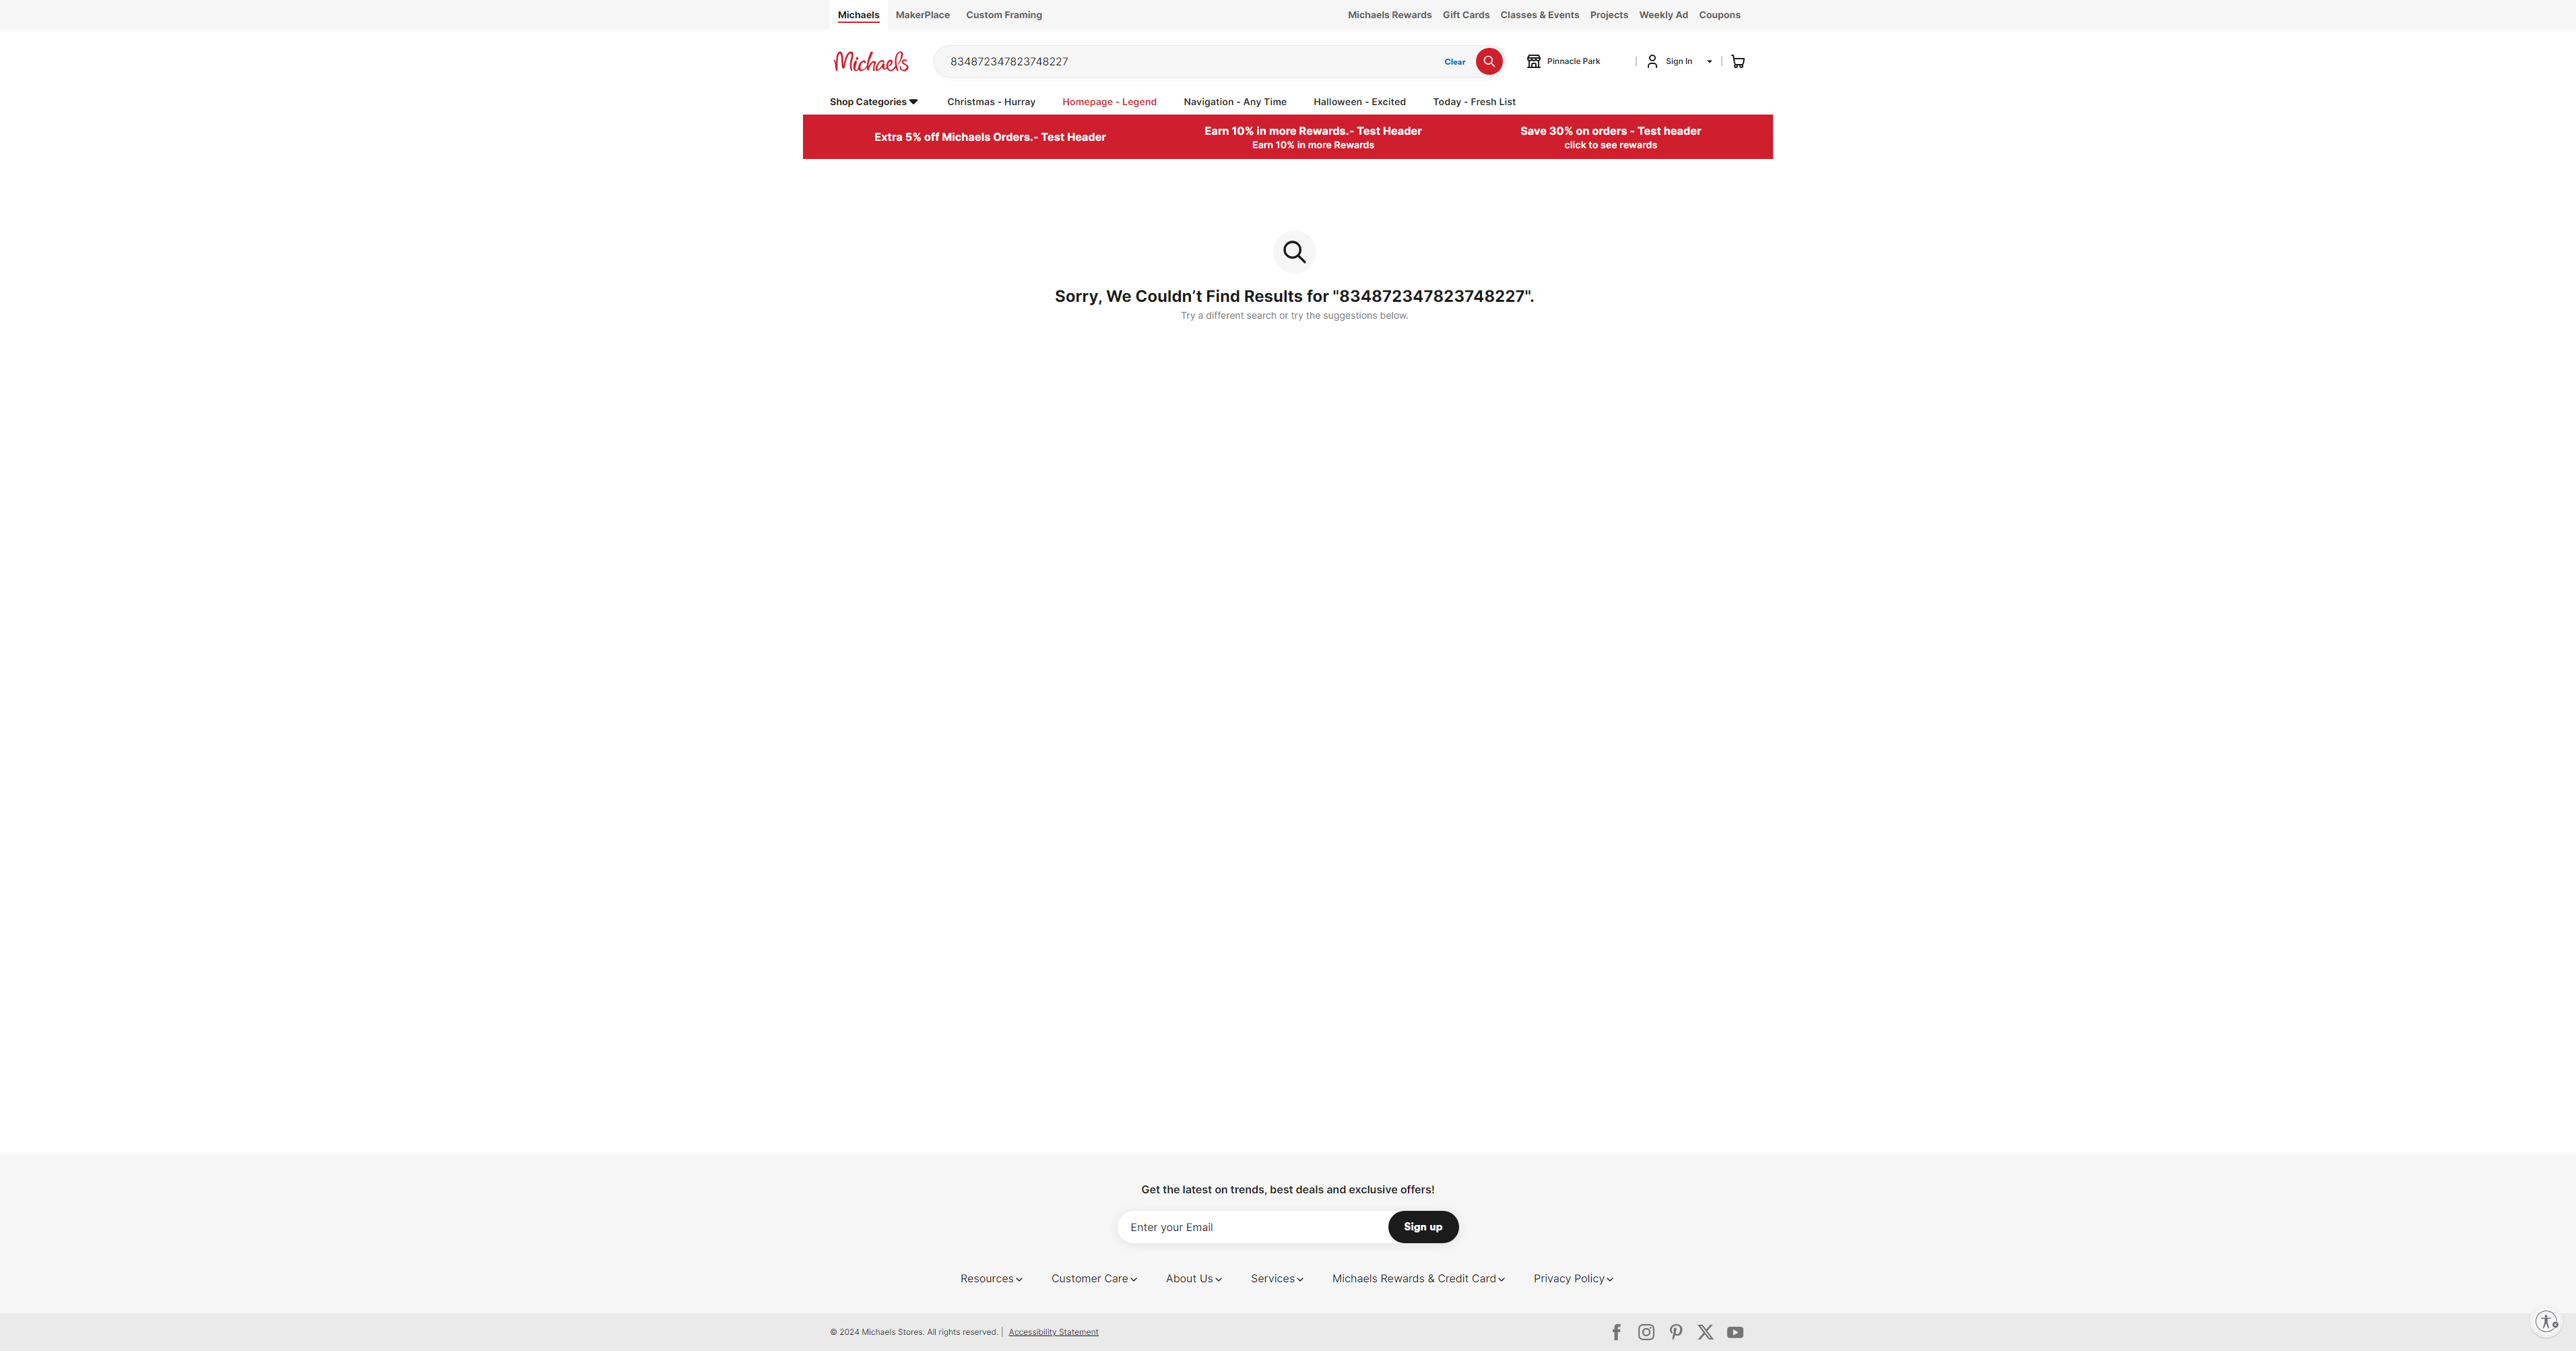 Michaels MakerPlace Custom Framing Michaels Rewards Gift Cards Classes & Events Projects Weekly Ad Coupons
Michaels 834872347823748227 Clear Pinnacle Park | Sign In |
Shop Categories Christmas - Hurray Homepage - Legend Navigation - Any Time Halloween - Excited Today - Fresh List
Extra 5% off Michaels Orders.- Test Header
Earn 10% in more Rewards.- Test Header
Earn 10% in more Rewards
Save 30% on orders - Test header
click to see rewards
Sorry, We Couldn’t Find Results for "834872347823748227".
Try a different search or try the suggestions below.
Get the latest on trends, best deals and exclusive offers!
Enter your Email Sign up
Resources Customer Care About Us Services Michaels Rewards & Credit Card Privacy Policy
© 2024 Michaels Stores. All rights reserved. | Accessibility Statement